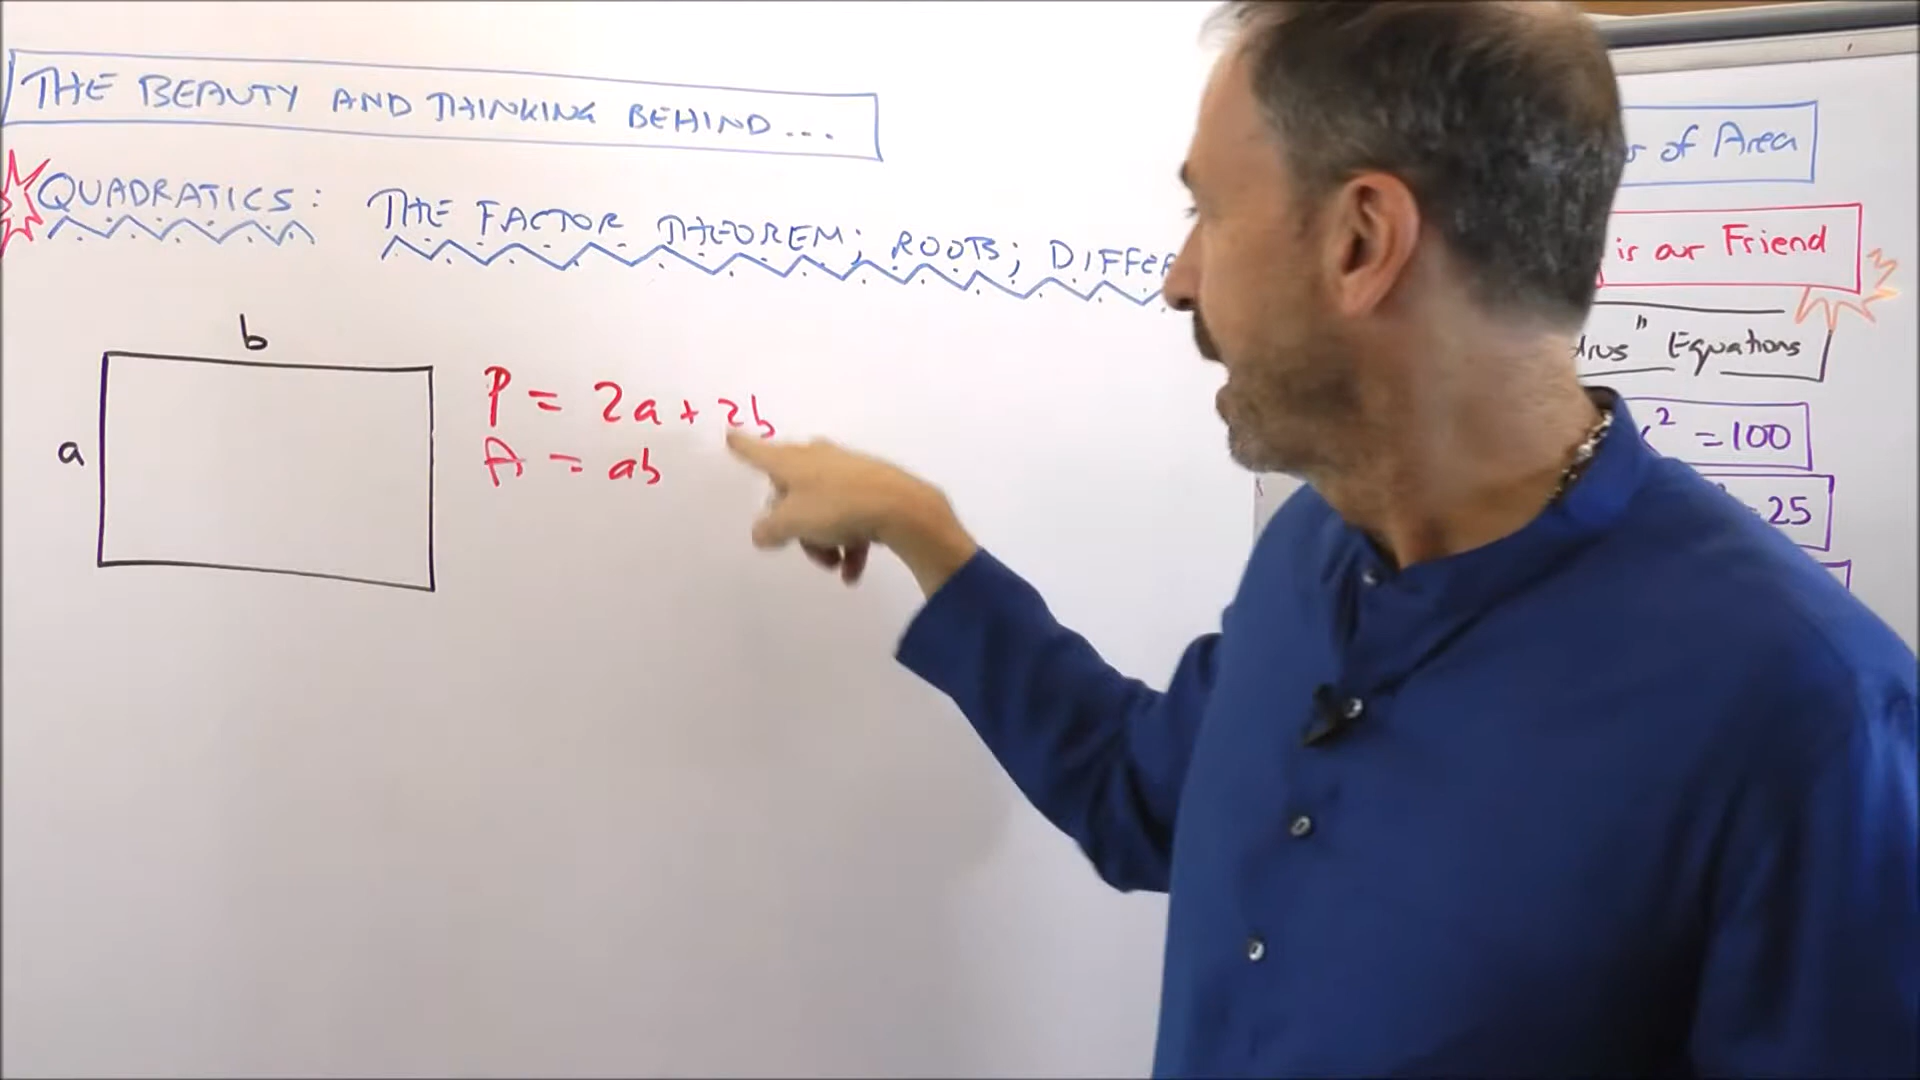 THE BEAUTY AND THINKING BEHIND...
QUADRATICS: THE FACTOR THEOREM; ROOTS;
b
a
P = 2a + 2b
A = ab
of Area
is our Friend
" Equations
² = 100
25